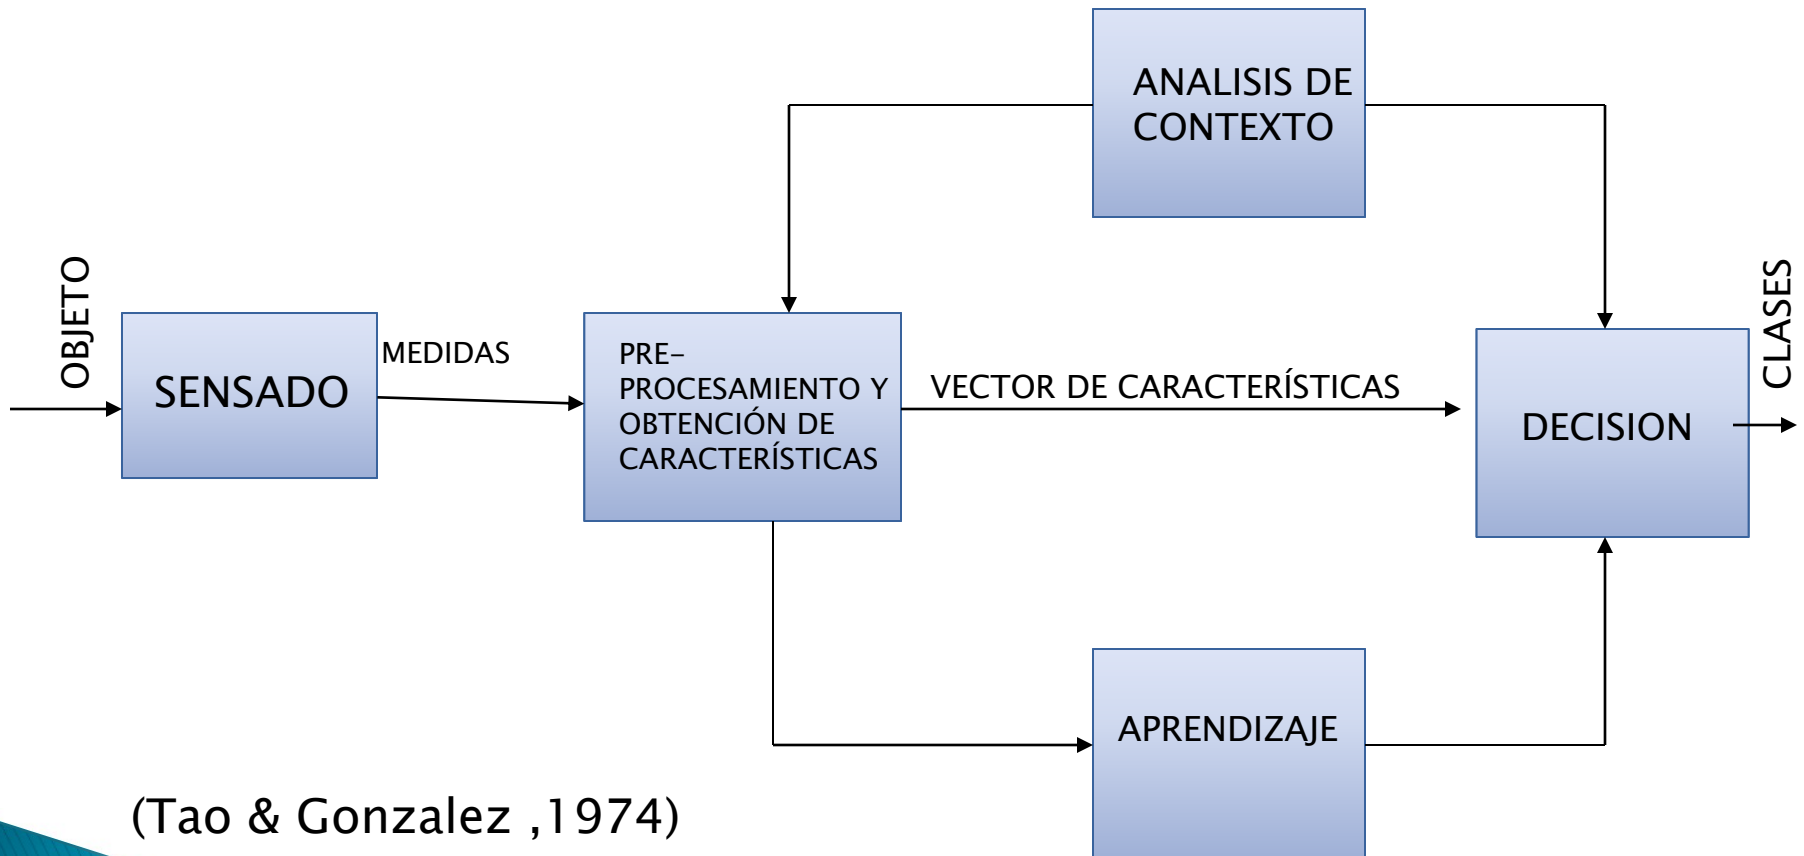 ANALISIS DE
CONTEXTO
OBJETO
SENSADO
MEDIDAS
PRE-
PROCESAMIENTO Y
OBTENCIÓN DE
CARACTERÍSTICAS
VECTOR DE CARACTERÍSTICAS
DECISION
CLASES
APRENDIZAJE
(Tao & Gonzalez ,1974)